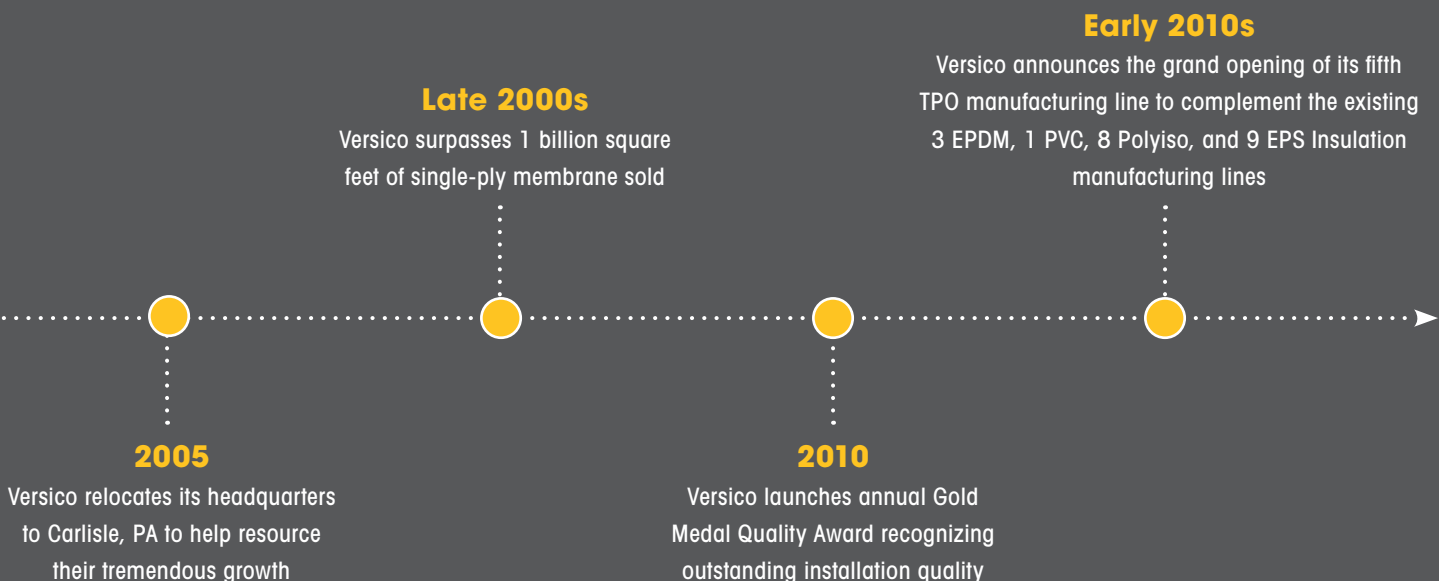 2005
Versico relocates its headquarters
to Carlisle, PA to help resource
their tremendous growth
Late 2000s
Versico surpasses 1 billion square
feet of single-ply membrane sold
2010
Versico launches annual Gold
Medal Quality Award recognizing
outstanding installation quality
Early 2010s
Versico announces the grand opening of its fifth
TPO manufacturing line to complement the existing
3 EPDM, 1 PVC, 8 Polyiso, and 9 EPS Insulation
manufacturing lines